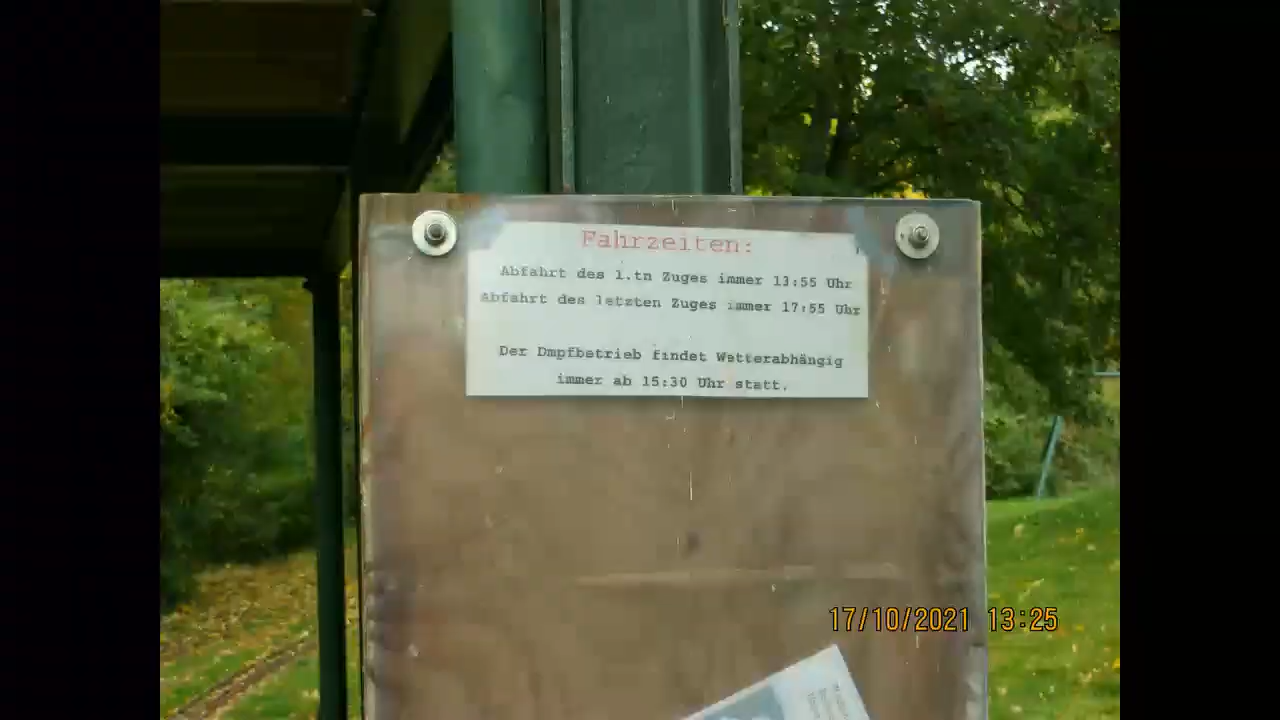 Fahrzeiten:
Abfahrt des 1.tn Zuges immer 13:55 Uhr
Abfahrt des letzten Zuges immer 17:55 Uhr
Der Dmpfbetrieb findet Wetterabhängig
immer ab 15:30 Uhr statt.
17/10/2021 13:25